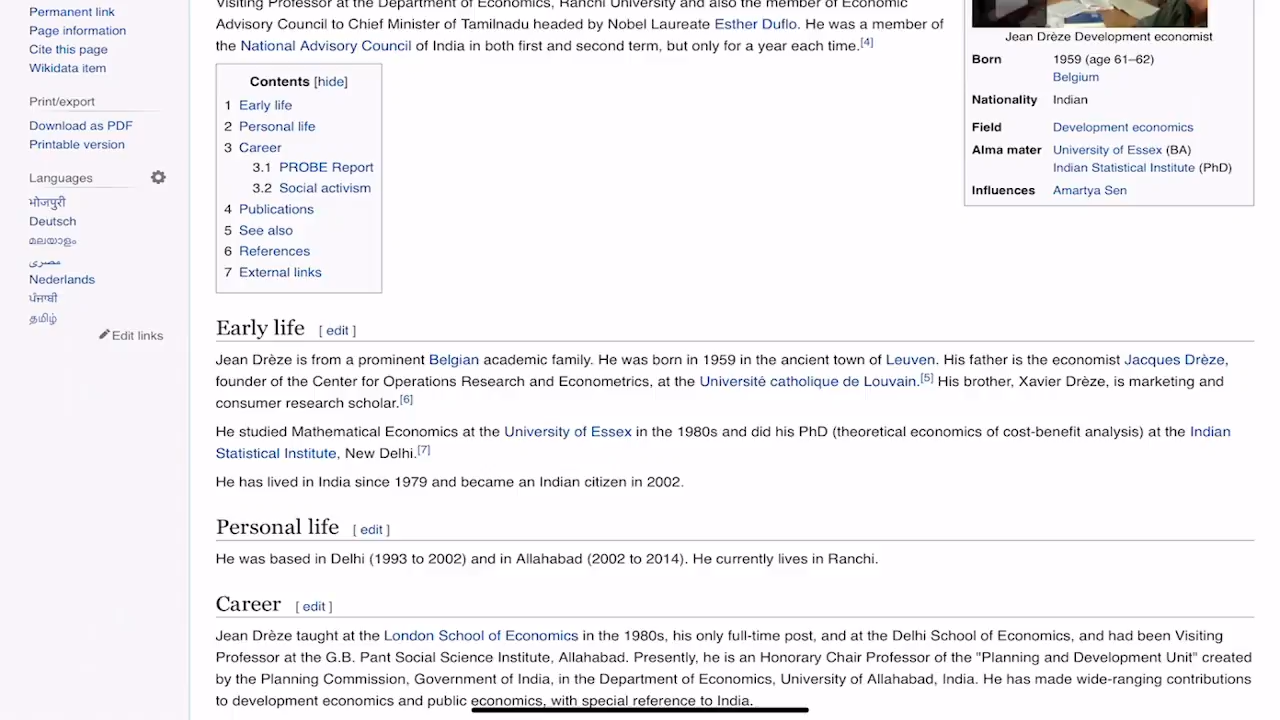 Permanent link
Page information
Cite this page
Wikidata item
Print/export
Download as PDF
Printable version
Languages
भोजपुरी
Deutsch
മലയാളം
مصرى
Nederlands
ਪੰਜਾਬੀ
தமிழ்
Edit links
Visiting Professor at the Department of Economics, Ranchi University and also the member of Economic
Advisory Council to Chief Minister of Tamilnadu headed by Nobel Laureate Esther Duflo. He was a member of
the National Advisory Council of India in both first and second term, but only for a year each time.[4]
Contents [hide]
1 Early life
2 Personal life
3 Career
3.1 PROBE Report
3.2 Social activism
4 Publications
5 See also
6 References
7 External links
Jean Drèze Development economist
Born 1959 (age 61–62)
Belgium
Nationality Indian
Field Development economics
Alma mater University of Essex (BA)
Indian Statistical Institute (PhD)
Influences Amartya Sen
Early life [ edit ]
Jean Drèze is from a prominent Belgian academic family. He was born in 1959 in the ancient town of Leuven. His father is the economist Jacques Drèze,
founder of the Center for Operations Research and Econometrics, at the Université catholique de Louvain.[5] His brother, Xavier Drèze, is marketing and
consumer research scholar.[6]
He studied Mathematical Economics at the University of Essex in the 1980s and did his PhD (theoretical economics of cost-benefit analysis) at the Indian
Statistical Institute, New Delhi.[7]
He has lived in India since 1979 and became an Indian citizen in 2002.
Personal life [ edit ]
He was based in Delhi (1993 to 2002) and in Allahabad (2002 to 2014). He currently lives in Ranchi.
Career [ edit ]
Jean Drèze taught at the London School of Economics in the 1980s, his only full-time post, and at the Delhi School of Economics, and had been Visiting
Professor at the G.B. Pant Social Science Institute, Allahabad. Presently, he is an Honorary Chair Professor of the "Planning and Development Unit" created
by the Planning Commission, Government of India, in the Department of Economics, University of Allahabad, India. He has made wide-ranging contributions
to development economics and public economics, with special reference to India.